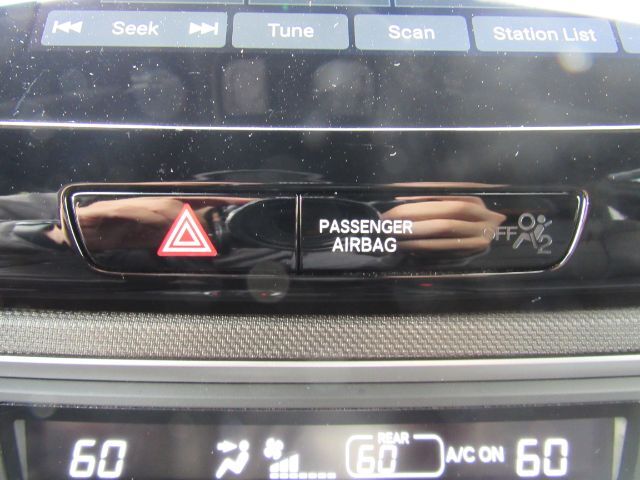 Seek Tune Scan Station List
PASSENGER
AIRBAG
OFF 2
REAR
60 60 A/C ON 60